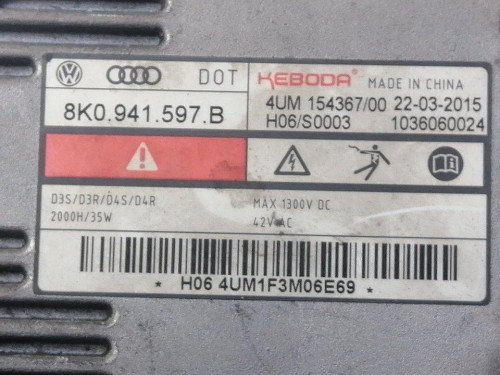 DOT KEBODA MADE IN CHINA
8K0.941.597.B
4UM 154367/00 22-03-2015
H06/S0003 1036060024
D3S/D3R/D4S/D4R MAX 1300V DC
2000H/35W 42V AC
* H06 4UM1F3M06E69 *